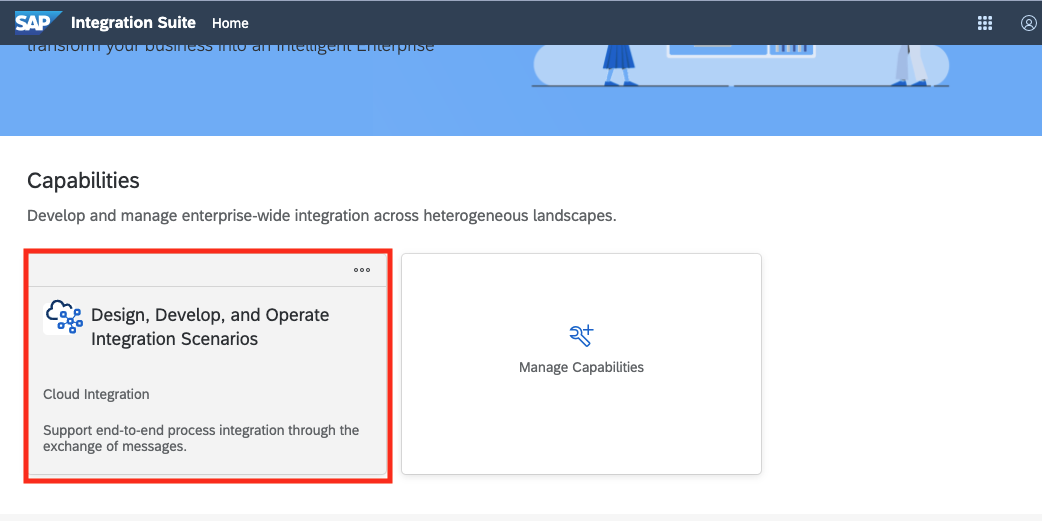 SAP Integration Suite Home
transform your business into an Intelligent Enterprise
Capabilities
Develop and manage enterprise-wide integration across heterogeneous landscapes.
Design, Develop, and Operate
Integration Scenarios
Cloud Integration
Support end-to-end process integration through the
exchange of messages.
Manage Capabilities